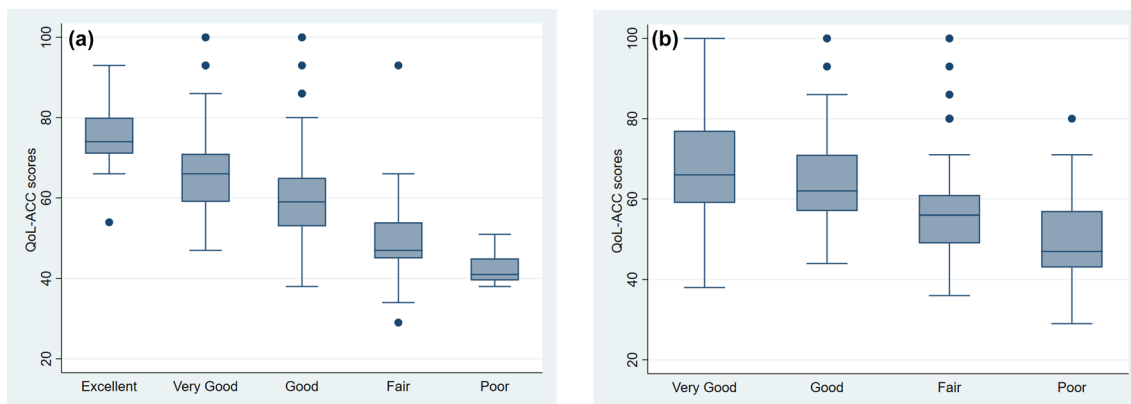 (a)
QoL-ACC scores
100
80
60
40
20
Excellent Very Good Good Fair Poor
(b)
QoL-ACC scores
100
80
60
40
20
Very Good Good Fair Poor